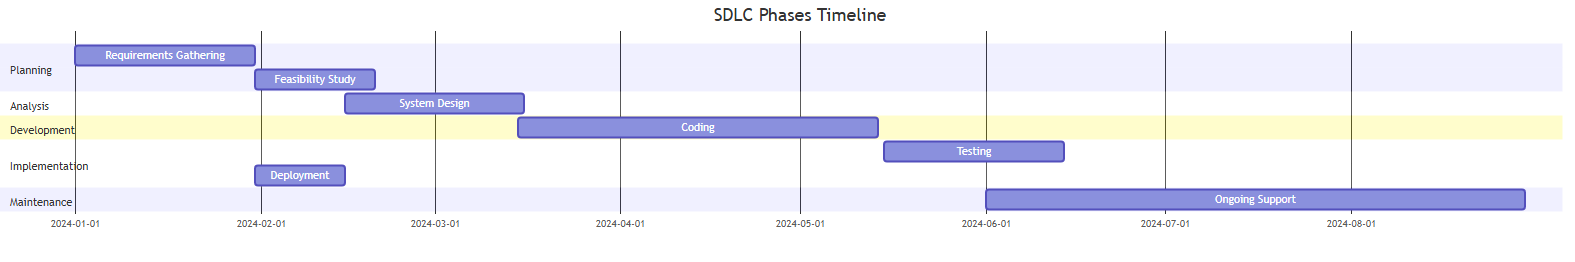 SDLC Phases Timeline
Requirements Gathering
Planning
Feasibility Study
Analysis
System Design
Development
Coding
Testing
Implementation
Deployment
Maintenance
Ongoing Support
2024-01-01 2024-02-01 2024-03-01 2024-04-01 2024-05-01 2024-06-01 2024-07-01 2024-08-01